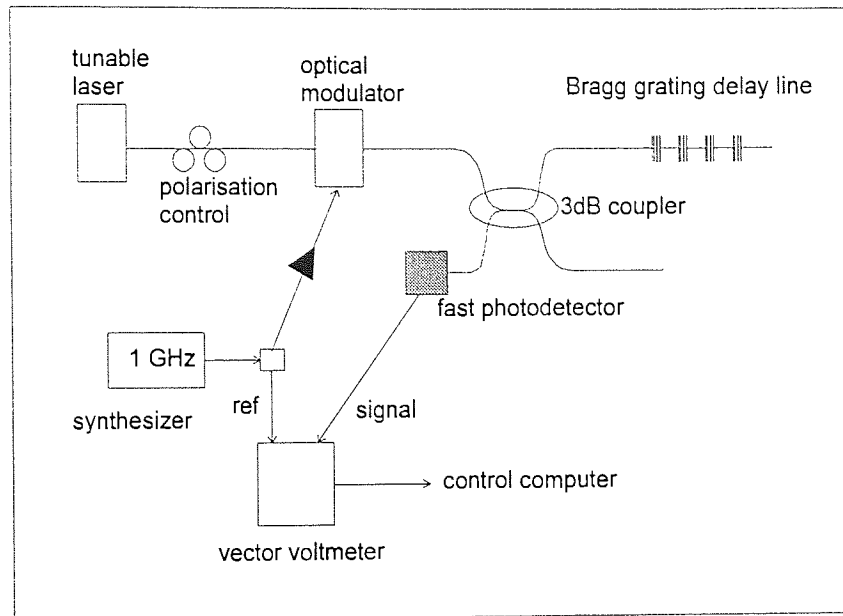 tunable
laser
optical
modulator
Bragg grating delay line
polarisation
control
3dB coupler
fast photodetector
1 GHz
synthesizer
ref
signal
control computer
vector voltmeter